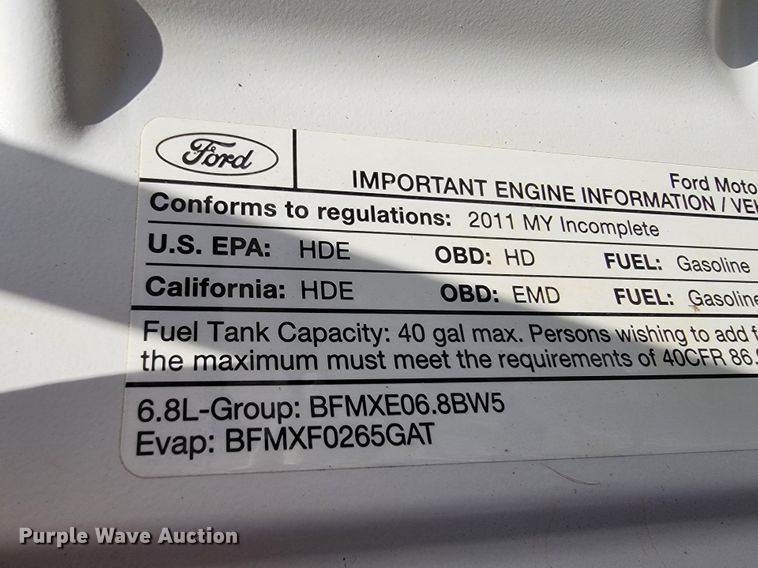 Ford
Ford Moto
IMPORTANT ENGINE INFORMATION / VEH
Conforms to regulations: 2011 MY Incomplete
U.S. EPA: HDE OBD: HD FUEL: Gasoline
California: HDE OBD: EMD FUEL: Gasoline
Fuel Tank Capacity: 40 gal max. Persons wishing to add f
the maximum must meet the requirements of 40CFR 86.
6.8L-Group: BFMXE06.8BW5
Evap: BFMXF0265GAT
Purple Wave Auction